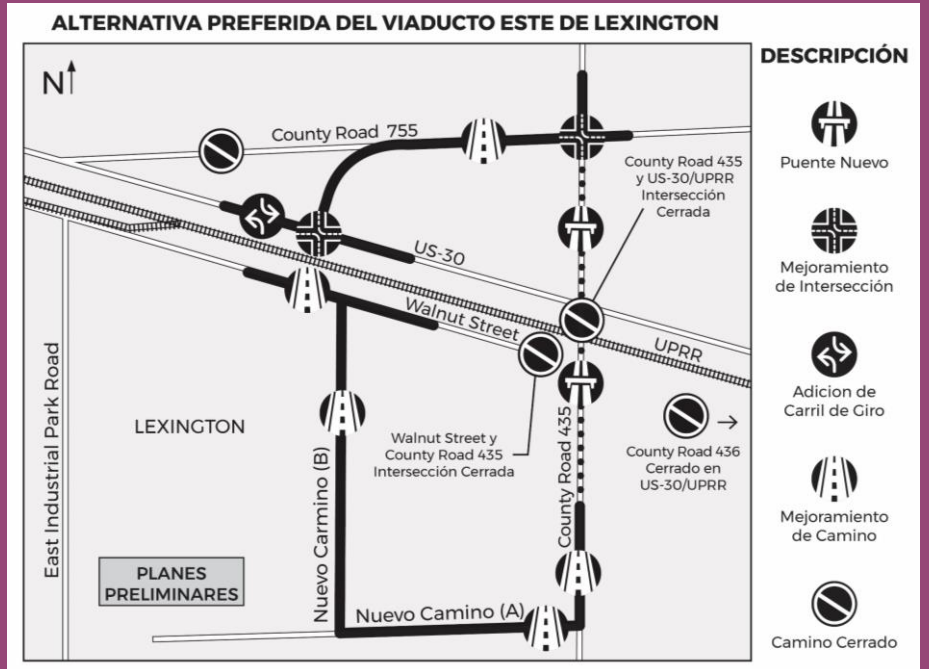 ALTERNATIVA PREFERIDA DEL VIADUCTO ESTE DE LEXINGTON
N
County Road 755
County Road 435
y US-30/UPRR
Intersección
Cerrada
US-30
Walnut Street
UPRR
East Industrial Park Road
LEXINGTON
Nuevo Carmino (B)
Walnut Street y
County Road 435
Intersección Cerrada
County Road 435
County Road 436
Cerrado en
US-30/UPRR
PLANES
PRELIMINARES
Nuevo Camino (A)
DESCRIPCIÓN
Puente Nuevo
Mejoramiento
de Intersección
Adicion de
Carril de Giro
Mejoramiento
de Camino
Camino Cerrado